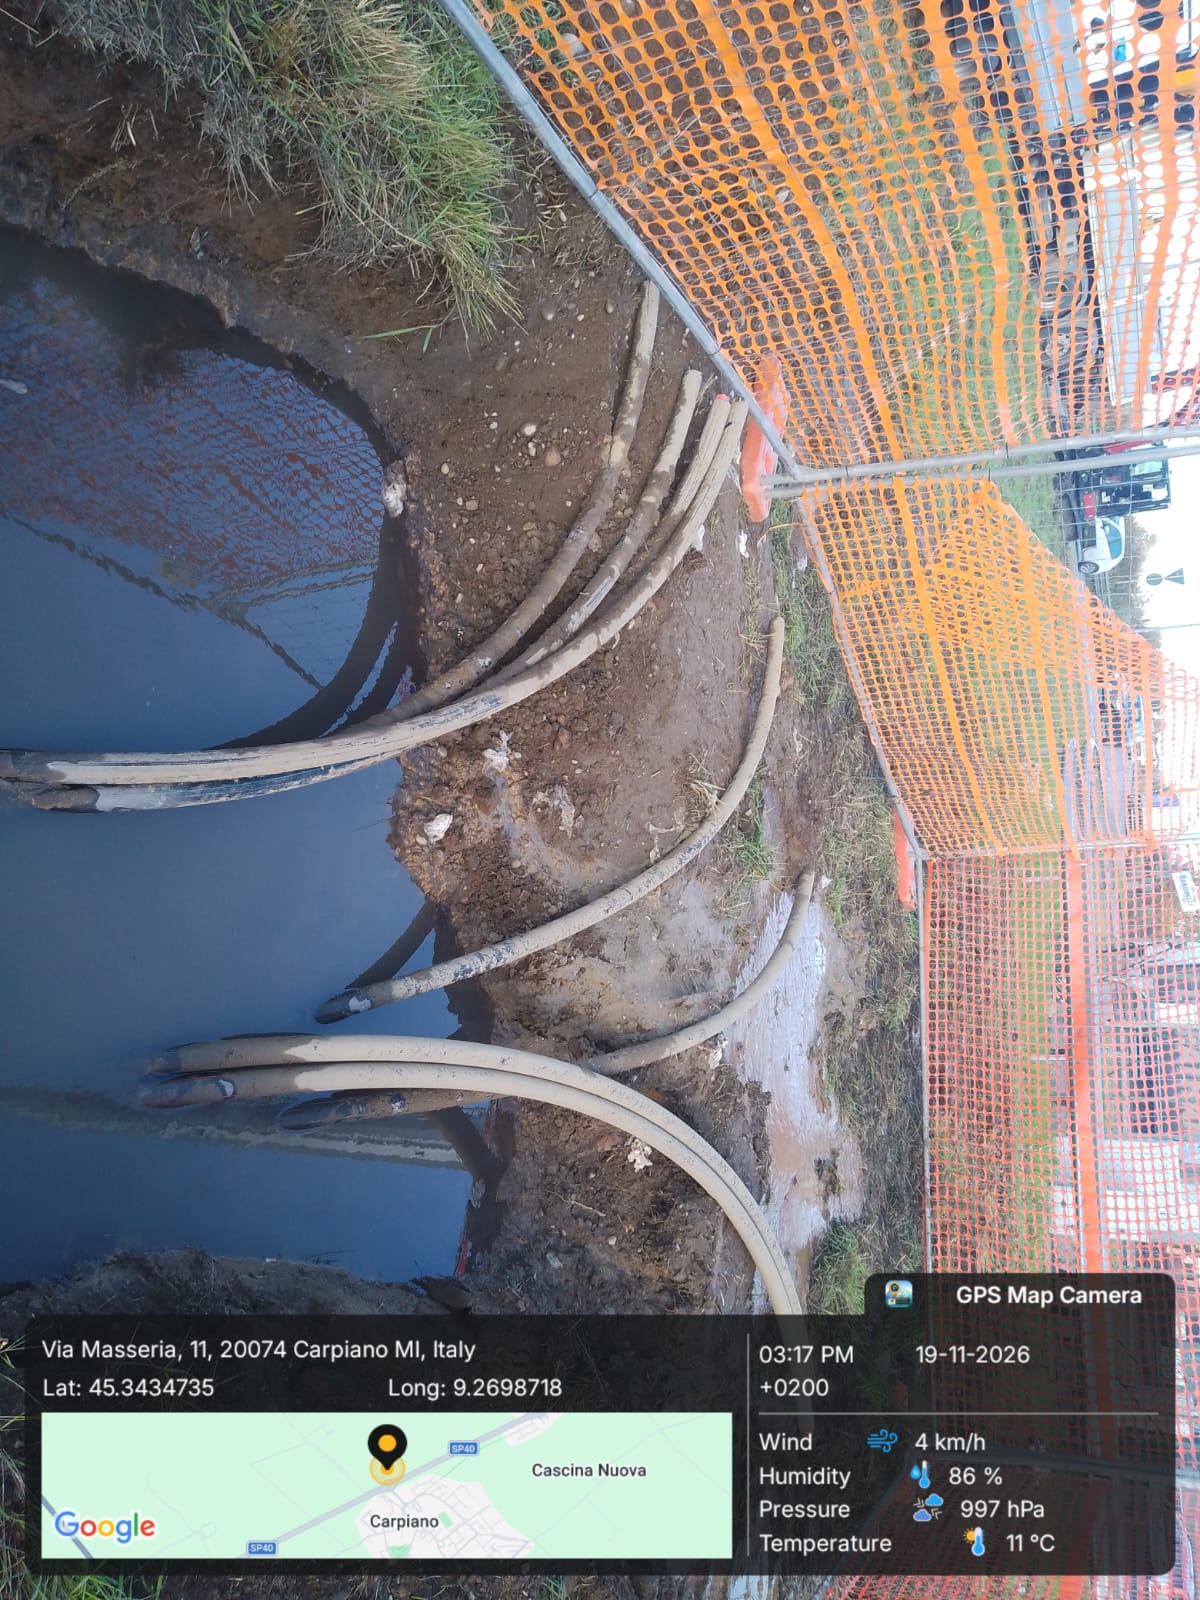 GPS Map Camera
Via Masseria, 11, 20074 Carpiano MI, Italy
Lat: 45.3434735
Long: 9.2698718
03:17 PM
19-11-2026
+0200
Wind
4 km/h
Humidity
86 %
Pressure
997 hPa
Temperature
11 °C
SP40
Cascina Nuova
Carpiano
Google
SP40